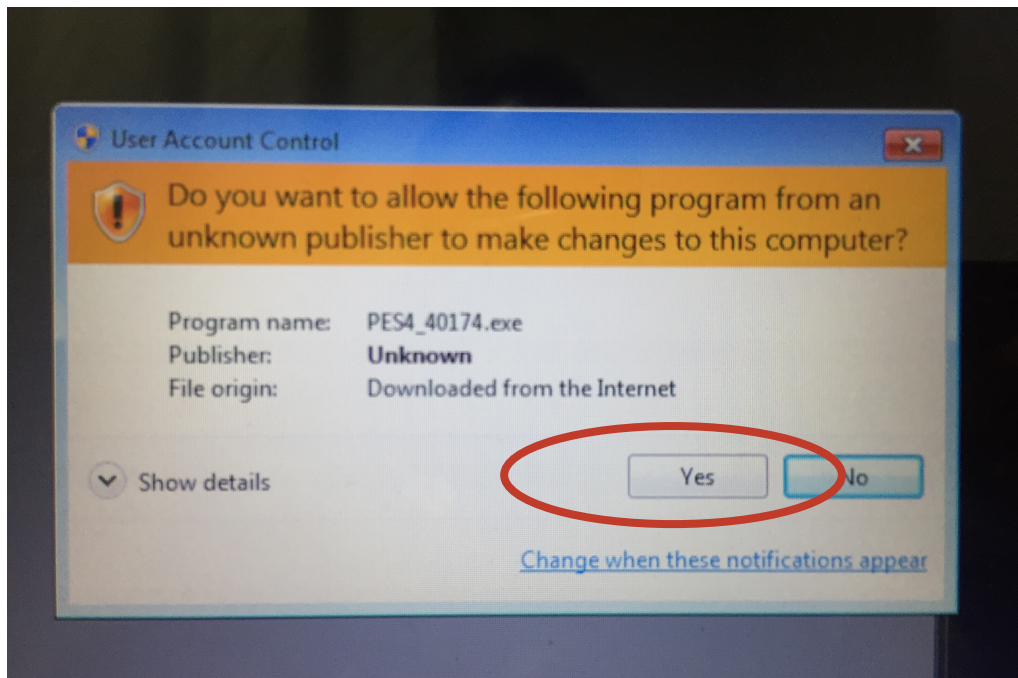 User Account Control
Do you want to allow the following program from an
unknown publisher to make changes to this computer?
Program name: PES4_40174.exe
Publisher: Unknown
File origin: Downloaded from the Internet
Show details Yes No
Change when these notifications appear